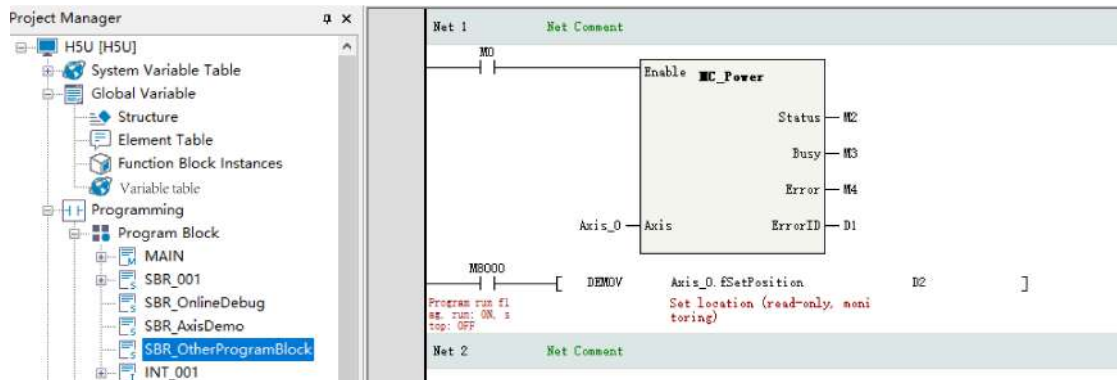 Project Manager
H5U [H5U]
System Variable Table
Global Variable
Structure
Element Table
Function Block Instances
Variable table
Programming
Program Block
MAIN
SBR_001
SBR_OnlineDebug
SBR_AxisDemo
SBR_OtherProgramBlock
INT_001
Net 1 Net Comment
M0
Enable MC_Power
Status M2
Busy M3
Error M4
Axis_0 Axis ErrorID D1
M8000
[ DEMOV Axis_0.fSetPosition D2 ]
Program run fl
ag, run: ON, s
top: OFF
Set location (read-only, moni
toring)
Net 2 Net Comment